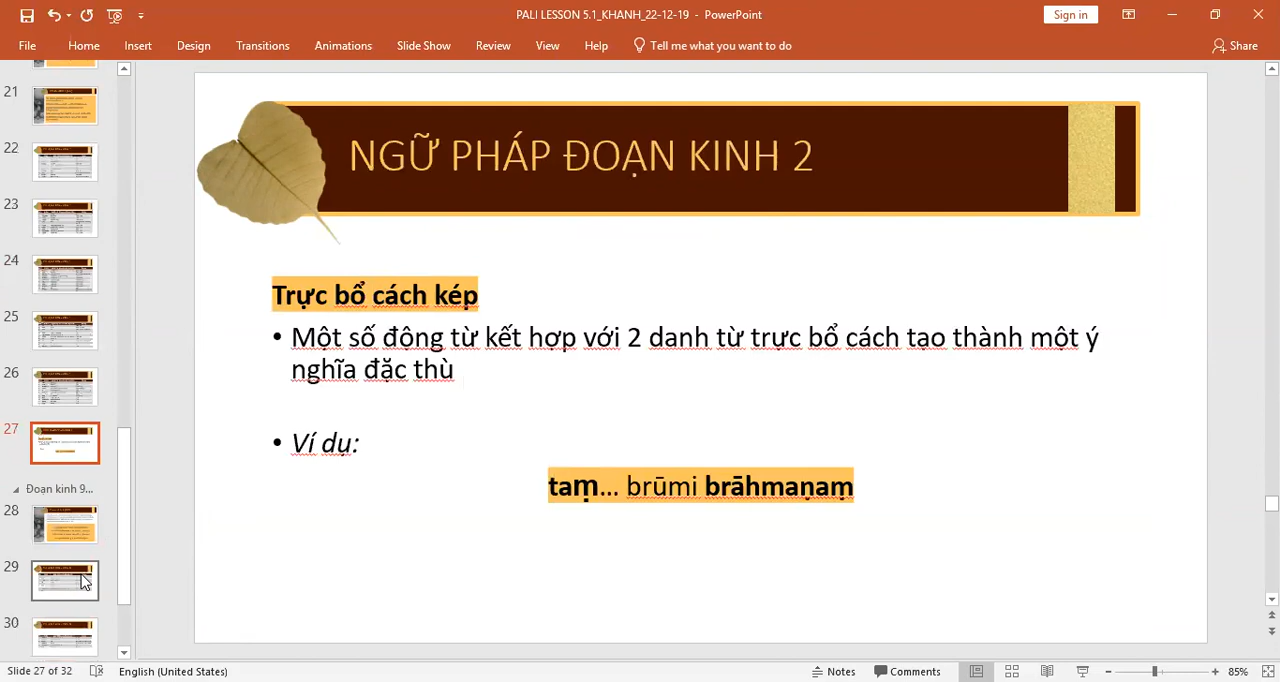 PALI LESSON 5.1_KHANH_22-12-19 - PowerPoint
Sign in
File Home Insert Design Transitions Animations Slide Show Review View Help Tell me what you want to do Share
21
22
23
24
25
26
27
Đoạn kinh 9...
28
29
30
NGỮ PHÁP ĐOẠN KINH 2
Trực bổ cách kép
• Một số động từ kết hợp với 2 danh từ trực bổ cách tạo thành một ý
nghĩa đặc thù
• Ví dụ:
taṃ... brūmi brāhmaṇaṃ
Slide 27 of 32 English (United States) Notes Comments 85%